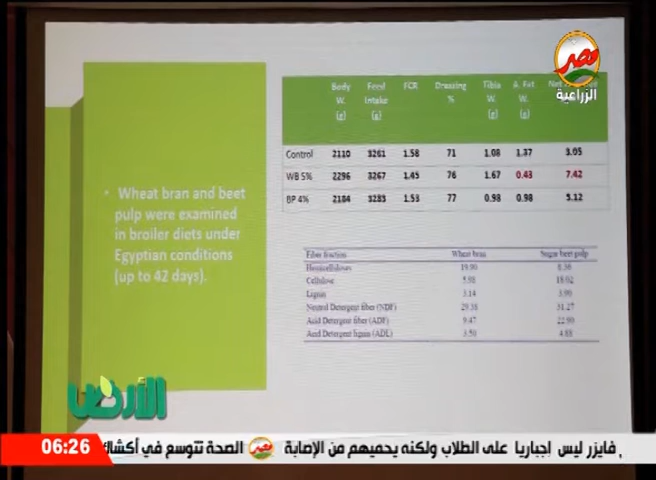 مصر
الزراعية
Wheat bran and beet
pulp were examined
in broiler diets under
Egyptian conditions
(up to 42 days).
Body W. (g) Feed Intake (g) FCR Dressing % Tibia W. (g) A. Fat W. (g) Net
Control 2110 3261 1.58 71 1.08 1.37 3.05
WB 5% 2296 3267 1.45 76 1.67 0.43 7.42
BP 4% 2184 3283 1.53 77 0.98 0.98 5.12
Fiber fraction Wheat bran Sugar beet pulp
Hemicellulose 19.90 8.38
Cellulose 18.02
Lignin 3.14 3.90
Neutral Detergent fiber (NDF) 31.27
Acid Detergent fiber (ADF) 9.47 22.90
Acid Detergent lignin (ADL) 3.50 4.88
الأرض
06:26
فايزر ليس إجباريا على الطلاب ولكنه يحميهم من الإصابة مصر الصحة تتوسع في أكشاك